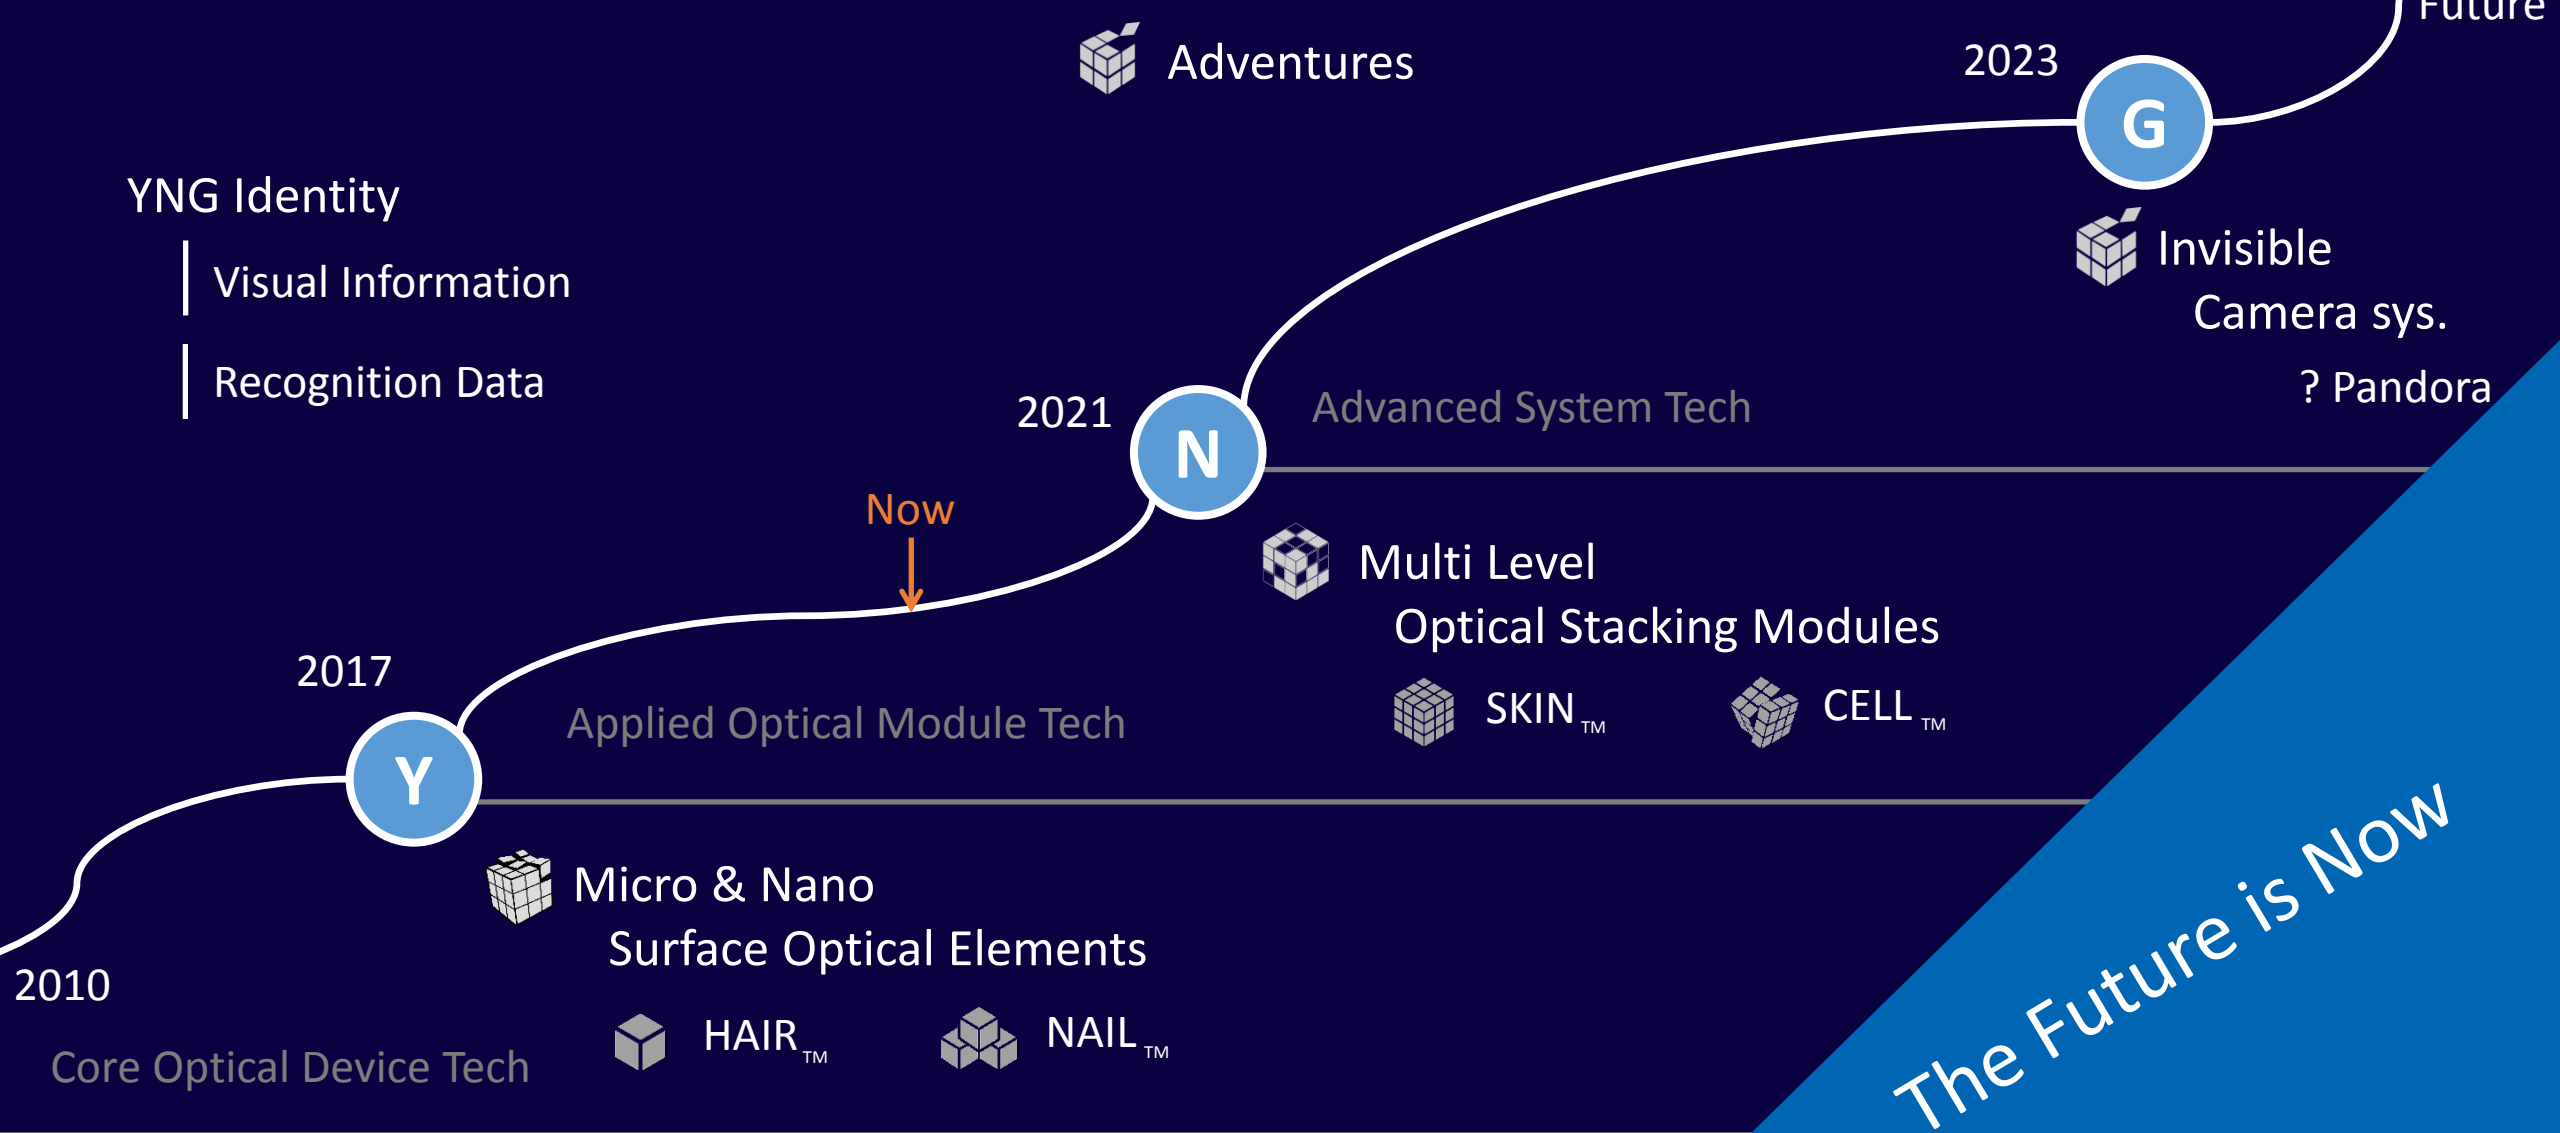 Future
Adventures
2023
G
YNG Identity
Visual Information
Recognition Data
Invisible
Camera sys.
? Pandora
2021
N
Advanced System Tech
Now
Multi Level
Optical Stacking Modules
SKIN TM
CELL TM
2017
Y
Applied Optical Module Tech
Micro & Nano
Surface Optical Elements
HAIR TM
NAIL TM
2010
Core Optical Device Tech
The Future is Now